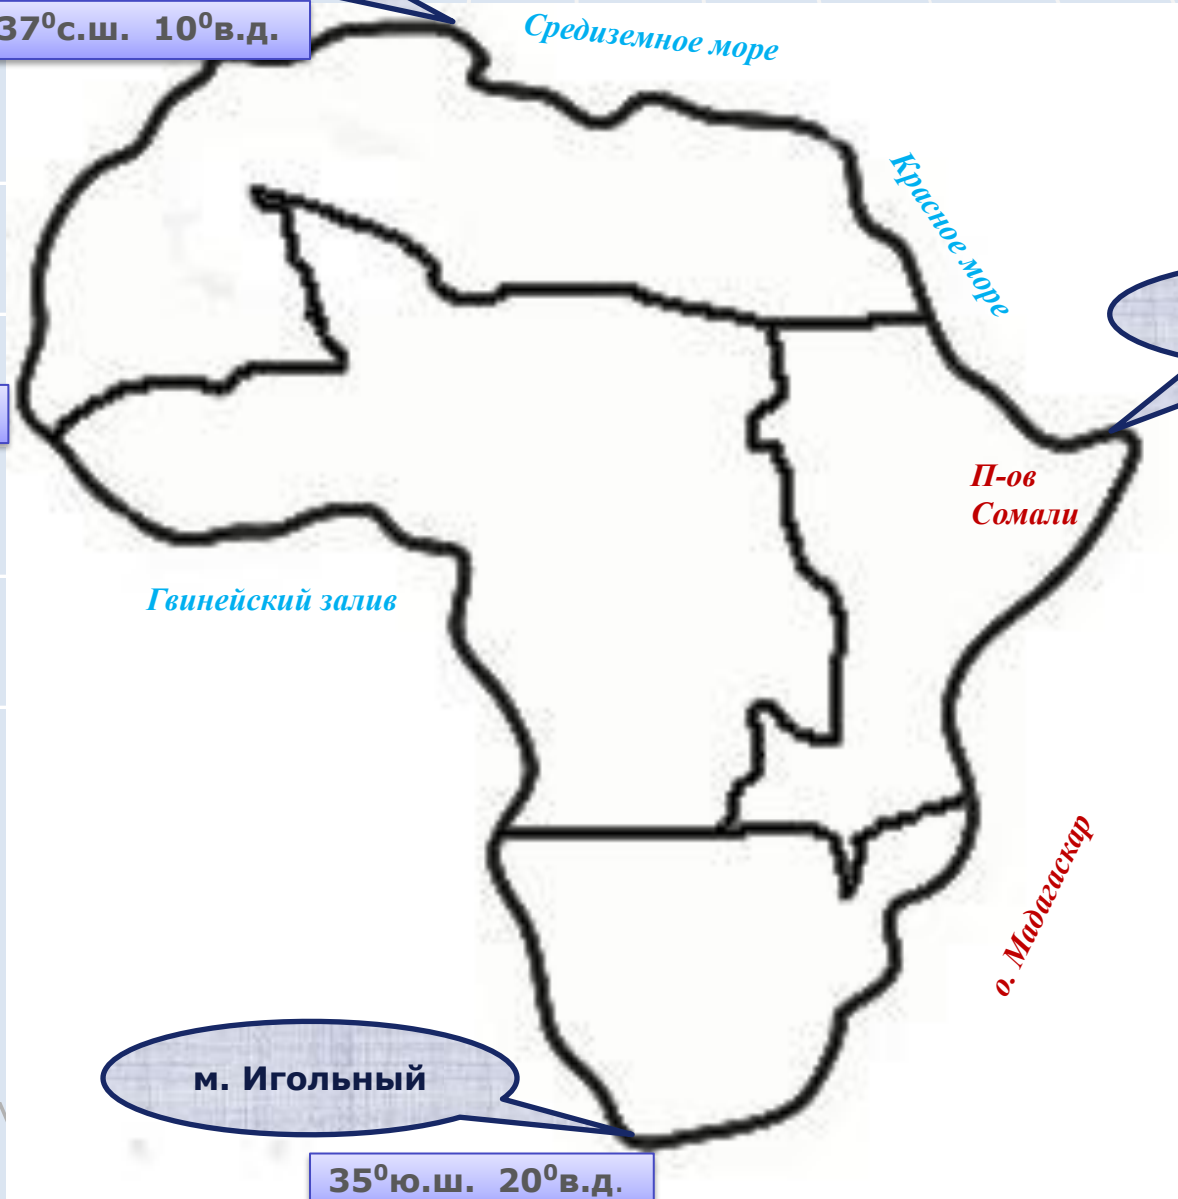 37⁰с.ш. 10⁰в.д.
Средиземное море
Красное море
П-ов
Сомали
Гвинейский залив
о. Мадагаскар
м. Игольный
35⁰ю.ш. 20⁰в.д.